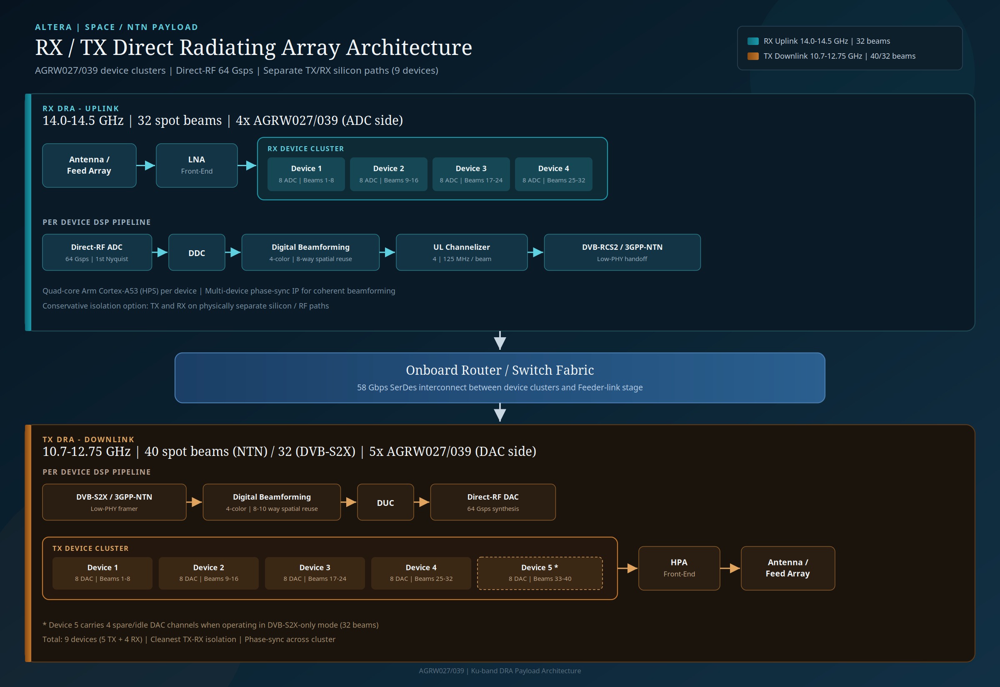 ALTERA | SPACE / NTN PAYLOAD
RX / TX Direct Radiating Array Architecture
AGRW027/039 device clusters | Direct-RF 64 Gsps | Separate TX/RX silicon paths (9 devices)
RX Uplink 14.0-14.5 GHz | 32 beams
TX Downlink 10.7-12.75 GHz | 40/32 beams
RX DRA - UPLINK
14.0-14.5 GHz | 32 spot beams | 4x AGRW027/039 (ADC side)
Antenna /
Feed Array
LNA
Front-End
RX DEVICE CLUSTER
Device 1
8 ADC | Beams 1-8
Device 2
8 ADC | Beams 9-16
Device 3
8 ADC | Beams 17-24
Device 4
8 ADC | Beams 25-32
PER DEVICE DSP PIPELINE
Direct-RF ADC
64 Gsps | 1st Nyquist
DDC
Digital Beamforming
4-color | 8-way spatial reuse
UL Channelizer
4 | 125 MHz / beam
DVB-RCS2 / 3GPP-NTN
Low-PHY handoff
Quad-core Arm Cortex-A53 (HPS) per device | Multi-device phase-sync IP for coherent beamforming
Conservative isolation option: TX and RX on physically separate silicon / RF paths
Onboard Router / Switch Fabric
58 Gbps SerDes interconnect between device clusters and Feeder-link stage
TX DRA - DOWNLINK
10.7-12.75 GHz | 40 spot beams (NTN) / 32 (DVB-S2X) | 5x AGRW027/039 (DAC side)
PER DEVICE DSP PIPELINE
DVB-S2X / 3GPP-NTN
Low-PHY framer
Digital Beamforming
4-color | 8-10 way spatial reuse
DUC
Direct-RF DAC
64 Gsps synthesis
TX DEVICE CLUSTER
Device 1
8 DAC | Beams 1-8
Device 2
8 DAC | Beams 9-16
Device 3
8 DAC | Beams 17-24
Device 4
8 DAC | Beams 25-32
Device 5 *
8 DAC | Beams 33-40
HPA
Front-End
Antenna /
Feed Array
* Device 5 carries 4 spare/idle DAC channels when operating in DVB-S2X-only mode (32 beams)
Total: 9 devices (5 TX + 4 RX) | Cleanest TX-RX isolation | Phase-sync across cluster
AGRW027/039 | Ku-band DRA Payload Architecture